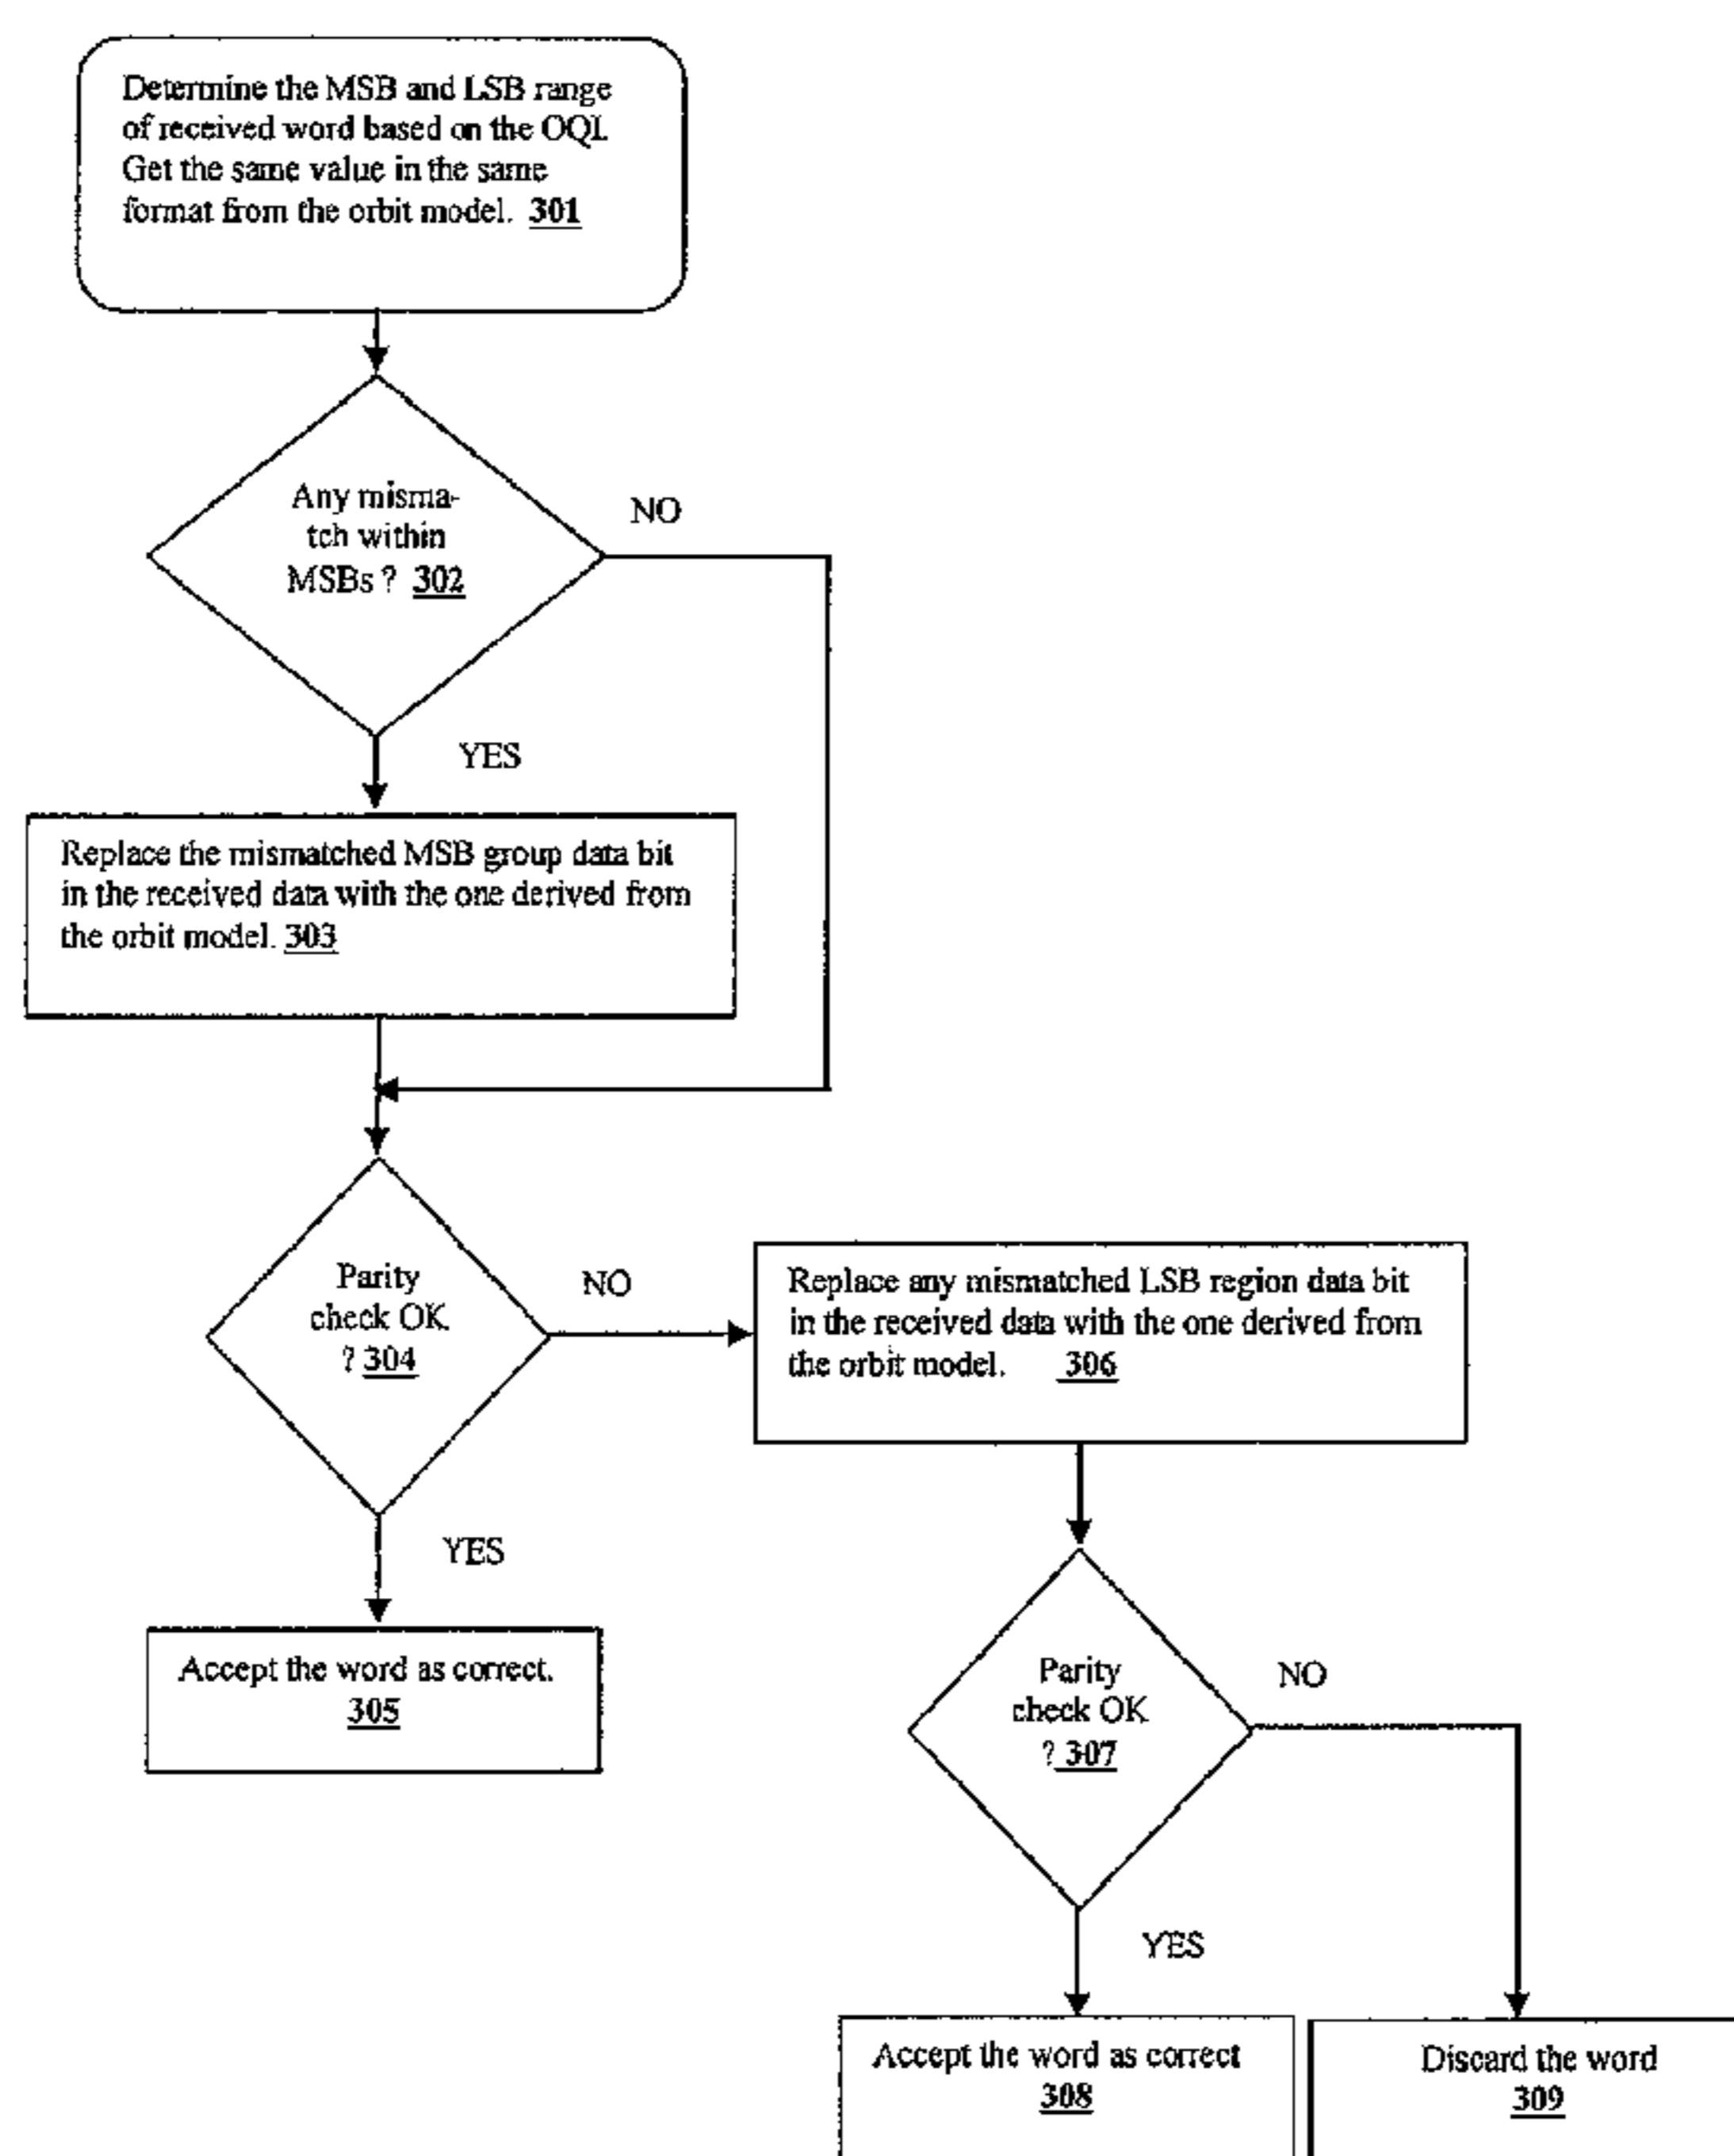 Determine the MSB and LSB range
of received word based on the OQI.
Get the same value in the same
format from the orbit model. 301
Any misma-
tch within
MSBs ? 302
NO
YES
Replace the mismatched MSB group data bit
in the received data with the one derived from
the orbit model. 303
Parity
check OK
? 304
NO
YES
Replace any mismatched LSB region data bit
in the received data with the one derived from
the orbit model. 306
Accept the word as correct.
305
Parity
check OK
? 307
NO
YES
Accept the word as correct
308
Discard the word
309